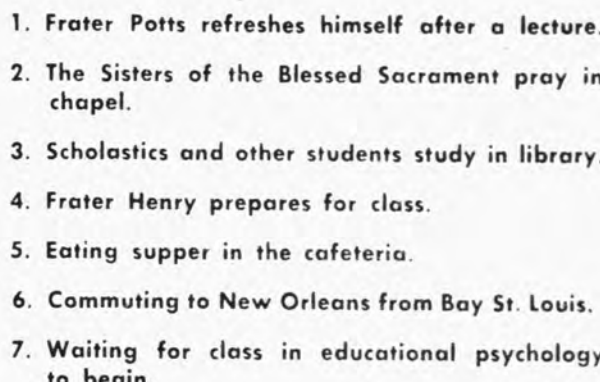 1. Frater Potts refreshes himself after a lecture.
2. The Sisters of the Blessed Sacrament pray in
chapel.
3. Scholastics and other students study in library.
4. Frater Henry prepares for class.
5. Eating supper in the cafeteria.
6. Commuting to New Orleans from Bay St. Louis.
7. Waiting for class in educational psychology
to begin